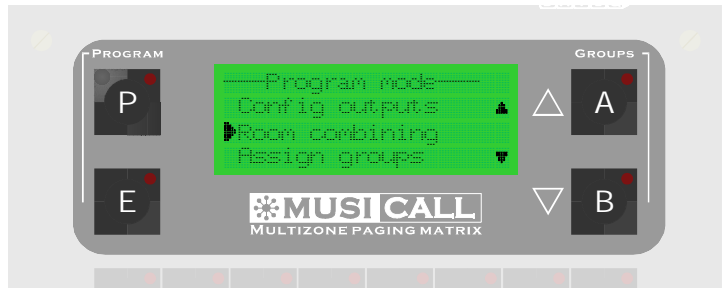 PROGRAM
GROUPS
Program mode
Config outputs
Room combining
Assign groups
P
A
E
B
MUSICALL
MULTIZONE PAGING MATRIX